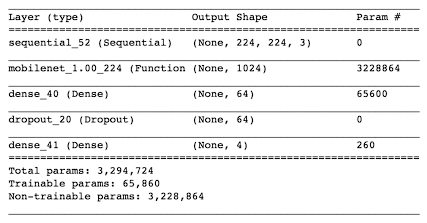 Layer (type) Output Shape Param #
sequential_52 (Sequential) (None, 224, 224, 3) 0
mobilenet_1.00_224 (Function (None, 1024) 3228864
dense_40 (Dense) (None, 64) 65600
dropout_20 (Dropout) (None, 64) 0
dense_41 (Dense) (None, 4) 260
Total params: 3,294,724
Trainable params: 65,860
Non-trainable params: 3,228,864